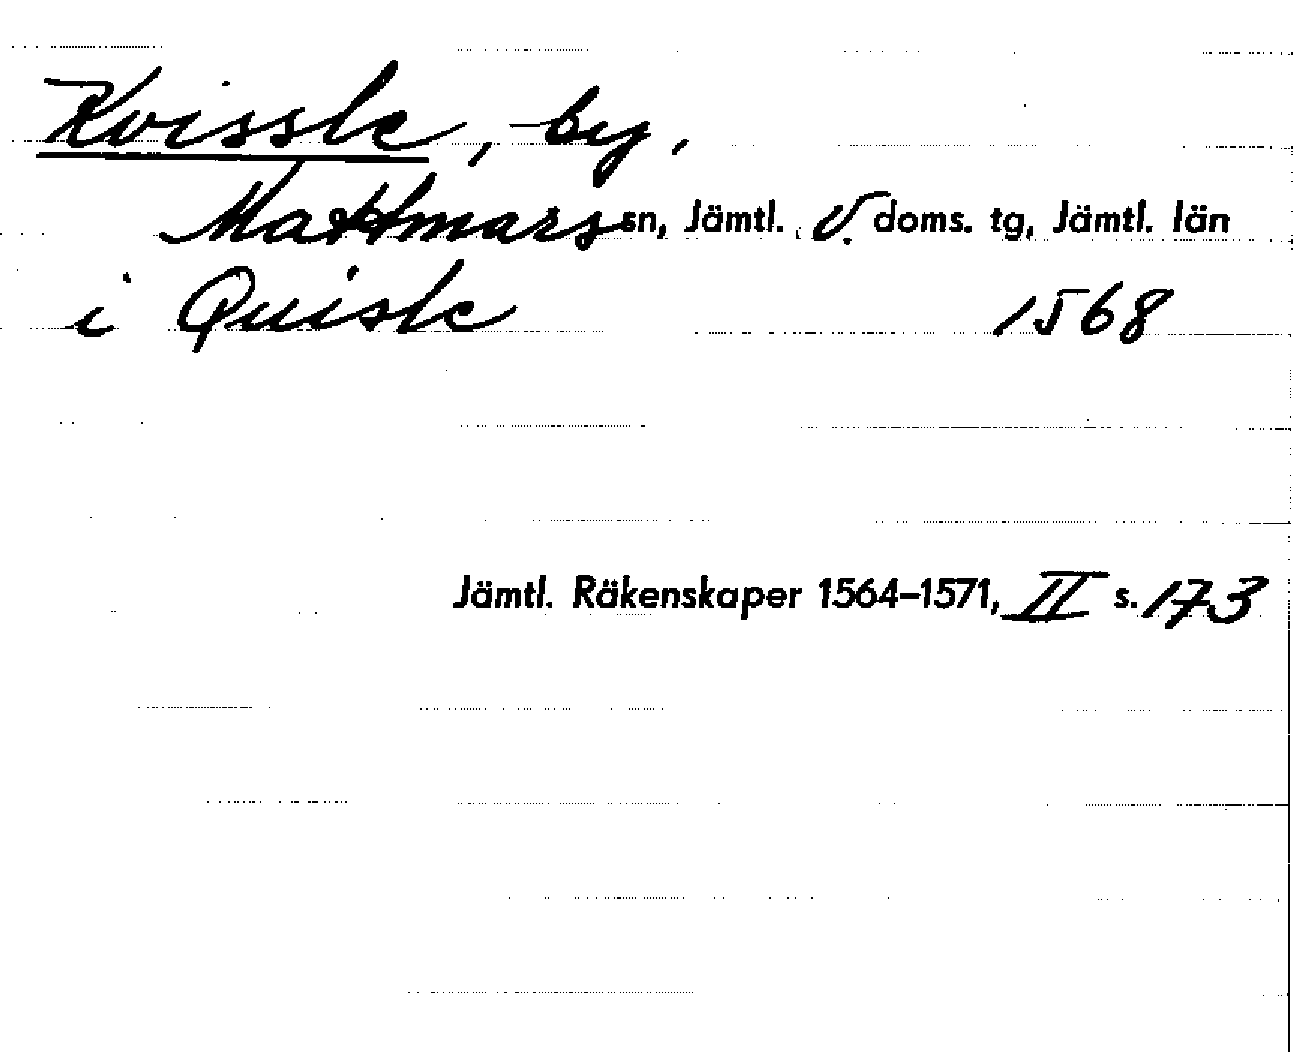 Kvissle, by,
Mattmars sn, Jämtl. v. doms. tg, Jämtl. län
i Quisle 1568
Jämtl. Räkenskaper 1564–1571, II s. 173